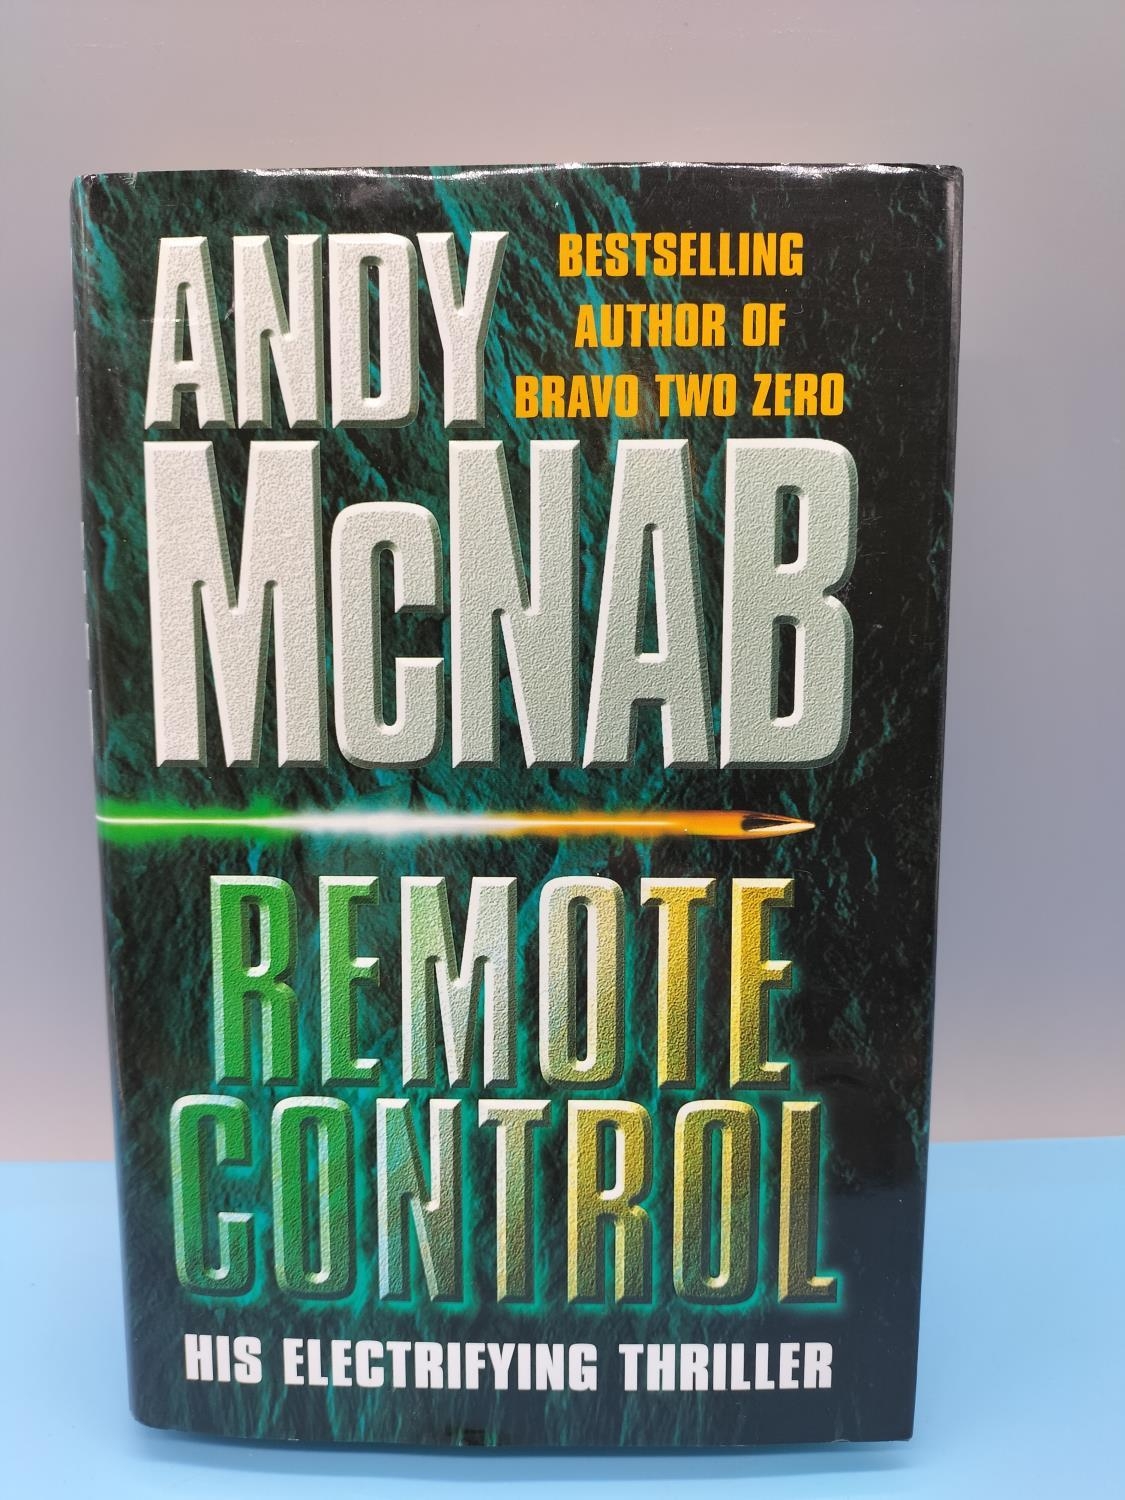 ANDY
McNAB
BESTSELLING
AUTHOR OF
BRAVO TWO ZERO
REMOTE
CONTROL
HIS ELECTRIFYING THRILLER